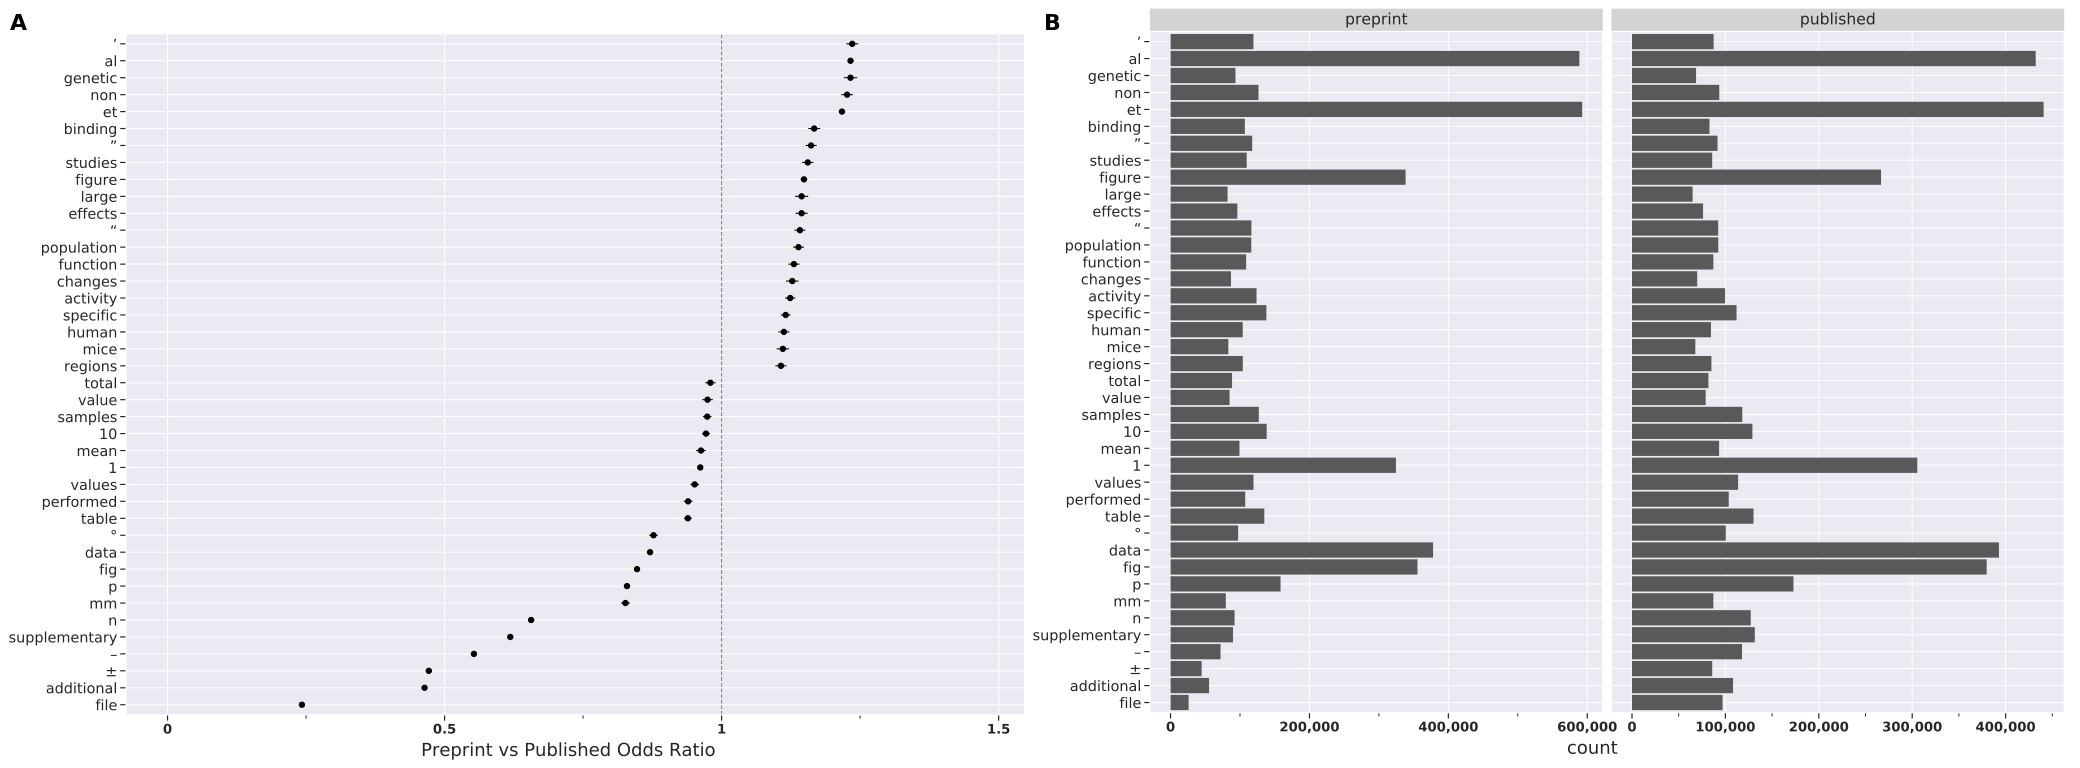 A
’
al
genetic
non
et
binding
”
studies
figure
large
effects
“
population
function
changes
activity
specific
human
mice
regions
total
value
samples
10
mean
1
values
performed
table
°
data
fig
p
mm
n
supplementary
–
±
additional
file
0 0.5 1 1.5
Preprint vs Published Odds Ratio
B
preprint published
’
al
genetic
non
et
binding
”
studies
figure
large
effects
“
population
function
changes
activity
specific
human
mice
regions
total
value
samples
10
mean
1
values
performed
table
°
data
fig
p
mm
n
supplementary
–
±
additional
file
0 200,000 400,000 600,000 0 100,000 200,000 300,000 400,000
count